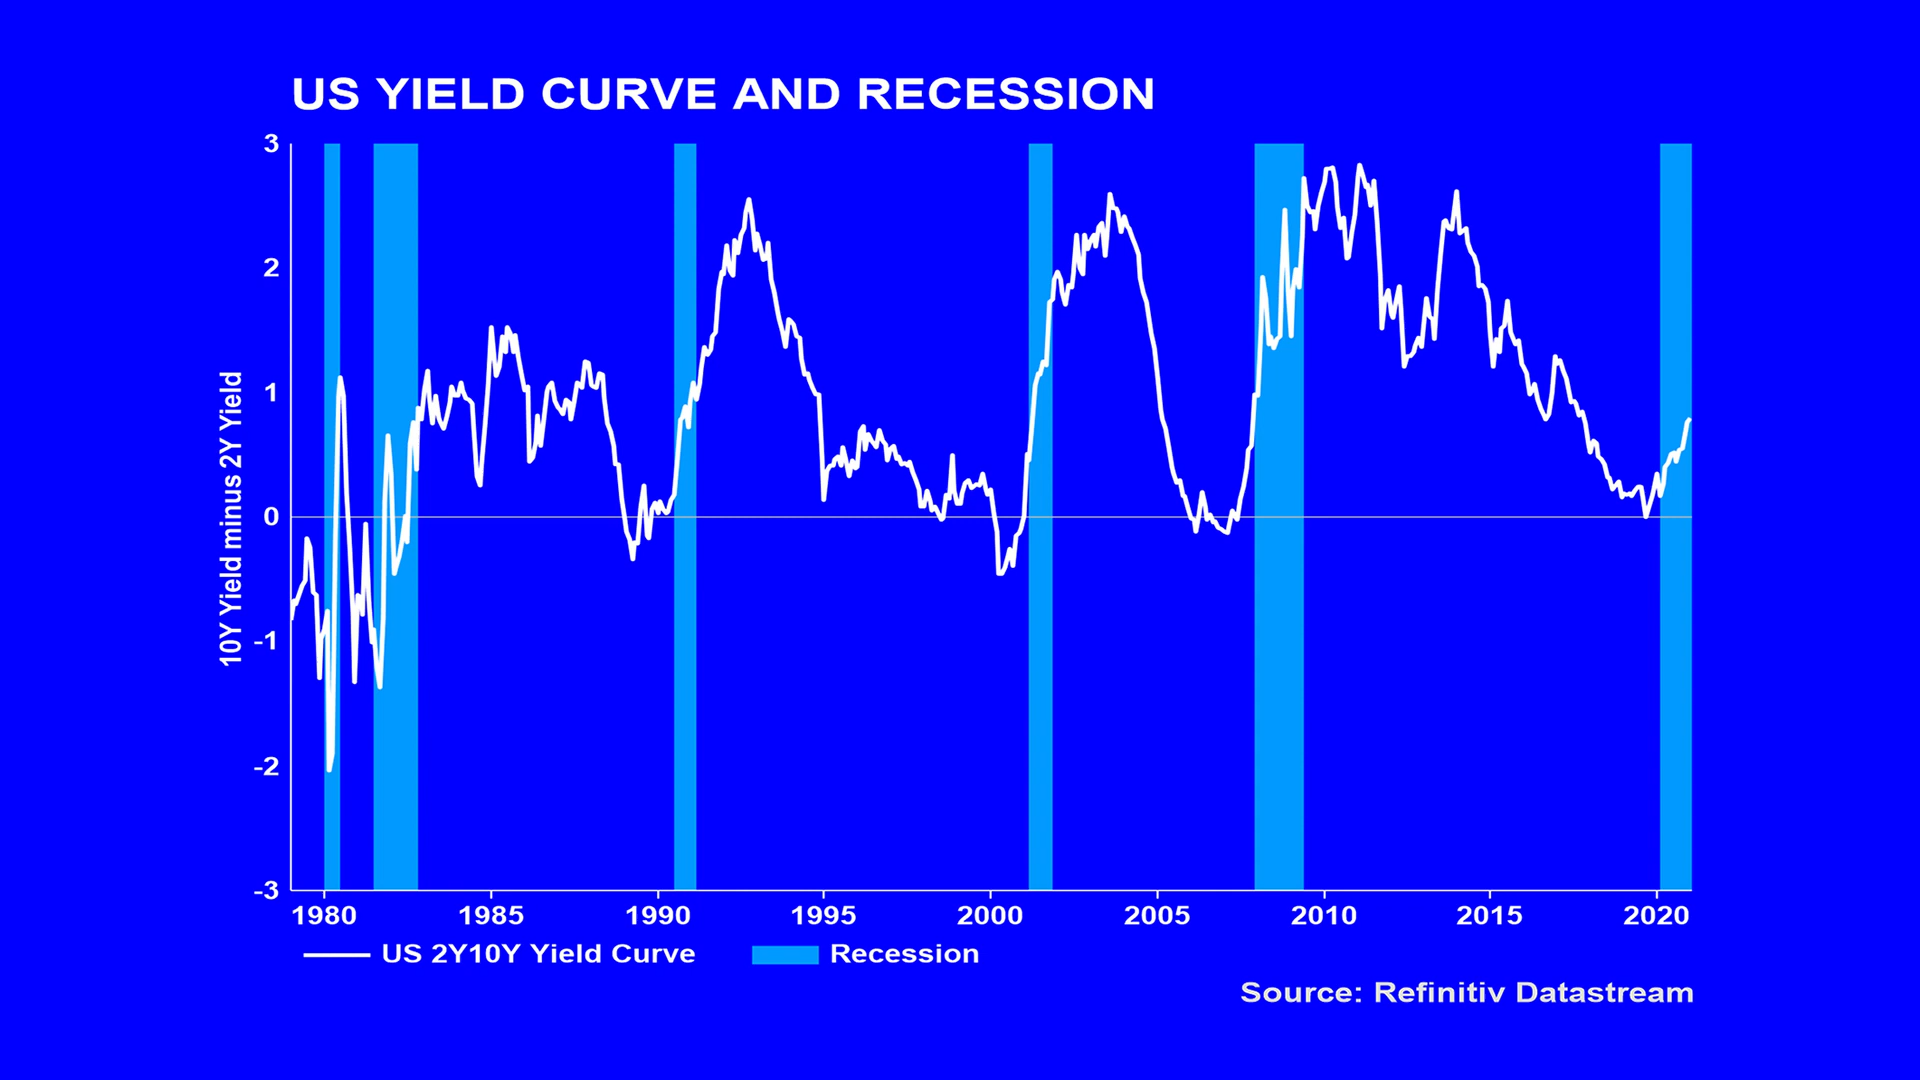 US YIELD CURVE AND RECESSION
3
2
1
0
-1
-2
-3
10Y Yield minus 2Y Yield
1980 1985 1990 1995 2000 2005 2010 2015 2020
US 2Y10Y Yield Curve Recession
Source: Refinitiv Datastream